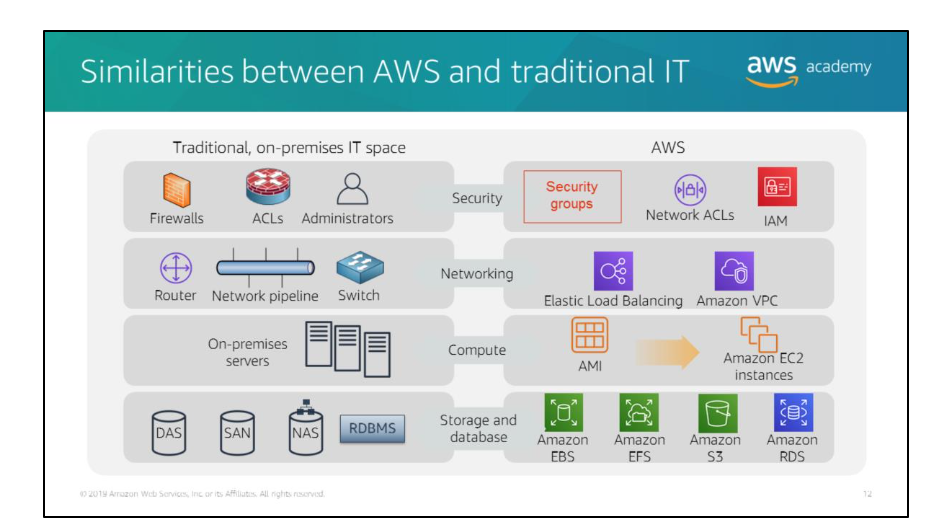 Similarities between AWS and traditional IT
aws academy
Traditional, on-premises IT space
AWS
Firewalls
ACLs
Administrators
Security
Security
groups
Network ACLs
IAM
Router
Network pipeline
Switch
Networking
Elastic Load Balancing
Amazon VPC
On-premises
servers
Compute
AMI
Amazon EC2
instances
DAS
SAN
NAS
RDBMS
Storage and
database
Amazon
EBS
Amazon
EFS
Amazon
S3
Amazon
RDS
© 2019 Amazon Web Services, Inc. or its Affiliates. All rights reserved.
12